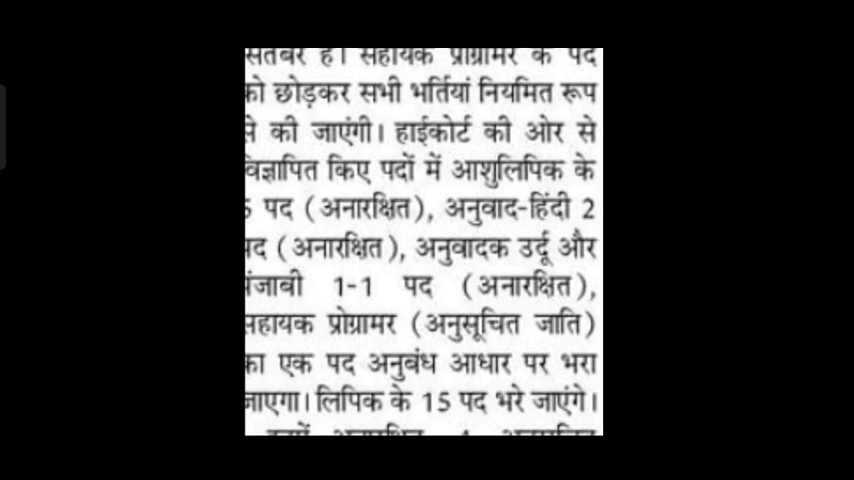 सितंबर है। सहायक प्रोग्रामर के पद
को छोड़कर सभी भर्तियां नियमित रूप
से की जाएंगी। हाईकोर्ट की ओर से
विज्ञापित किए पदों में आशुलिपिक के
पद (अनारक्षित), अनुवाद-हिंदी 2
पद (अनारक्षित), अनुवादक उर्दू और
पंजाबी 1-1 पद (अनारक्षित),
सहायक प्रोग्रामर (अनुसूचित जाति)
का एक पद अनुबंध आधार पर भरा
जाएगा। लिपिक के 15 पद भरे जाएंगे।